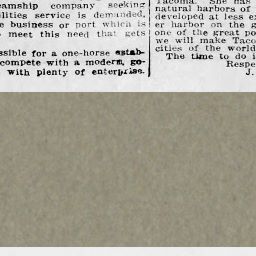 eamship company seeking
ilities service is demanded,
e business or port which is
meet this need that gets
ssible for a one-horse estab-
compete with a modern, go-
with plenty of enterprise.
Tacoma. She has
natural harbors of
developed at less ex
er harbor on the g
one of the great po
we will make Taco
cities of the world
The time to do i
Respe
J.